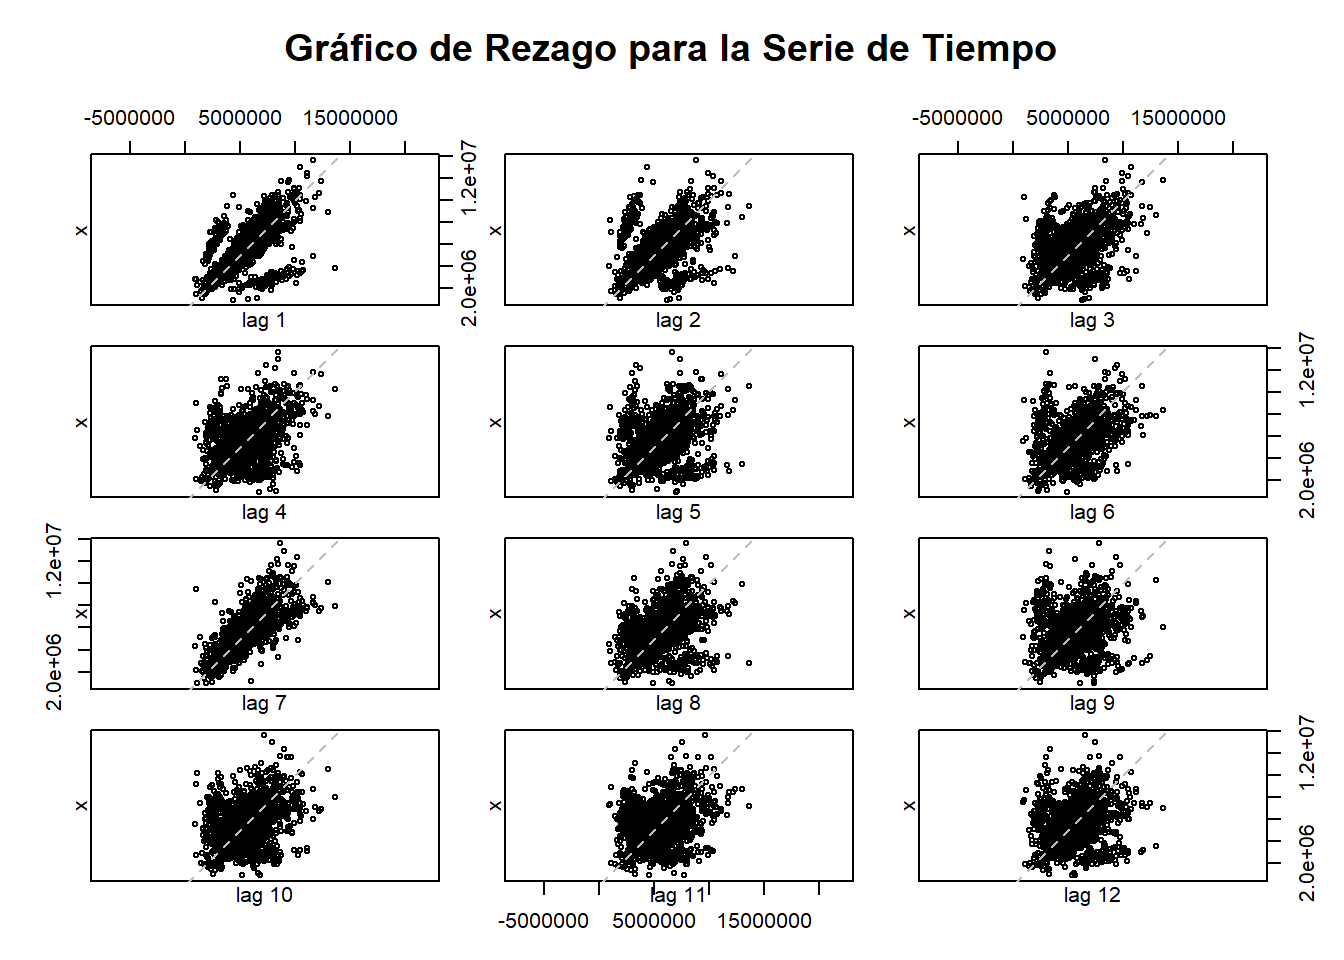 Gráfico de Rezago para la Serie de Tiempo
-5000000 5000000 15000000 -5000000 5000000 15000000
x 2.0e+06 1.2e+07 x x
lag 1 lag 2 lag 3
x x x 2.0e+06 1.2e+07
lag 4 lag 5 lag 6
2.0e+06 1.2e+07 x x x
lag 7 lag 8 lag 9
x x x 2.0e+06 1.2e+07
lag 10 lag 11 lag 12
-5000000 5000000 15000000